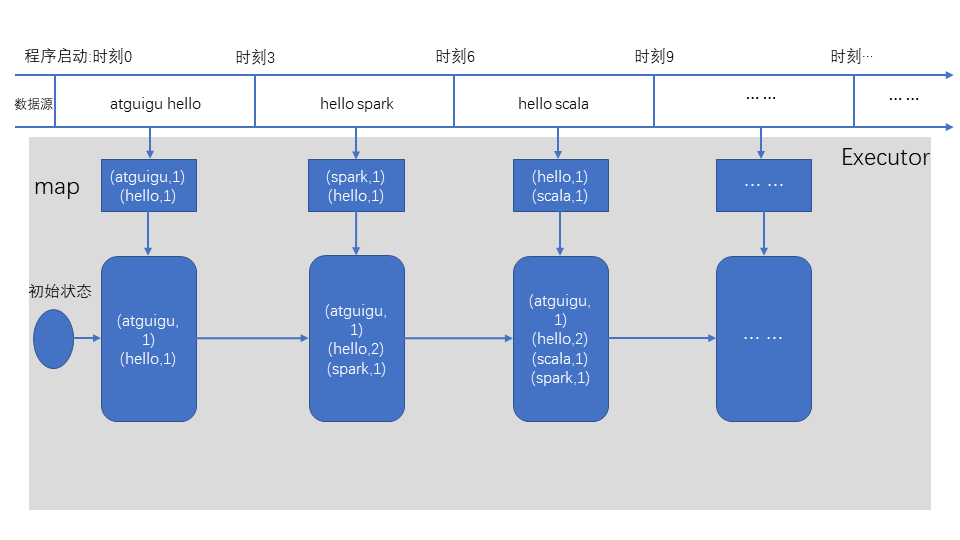 程序启动:时刻0 时刻3 时刻6 时刻9 时刻…
数据源 atguigu hello hello spark hello scala … … … …
Executor
map
(atguigu,1)
(hello,1)
(spark,1)
(hello,1)
(hello,1)
(scala,1)
… …
初始状态
(atguigu,
1)
(hello,1)
(atguigu,
1)
(hello,2)
(spark,1)
(atguigu,
1)
(hello,2)
(scala,1)
(spark,1)
… …